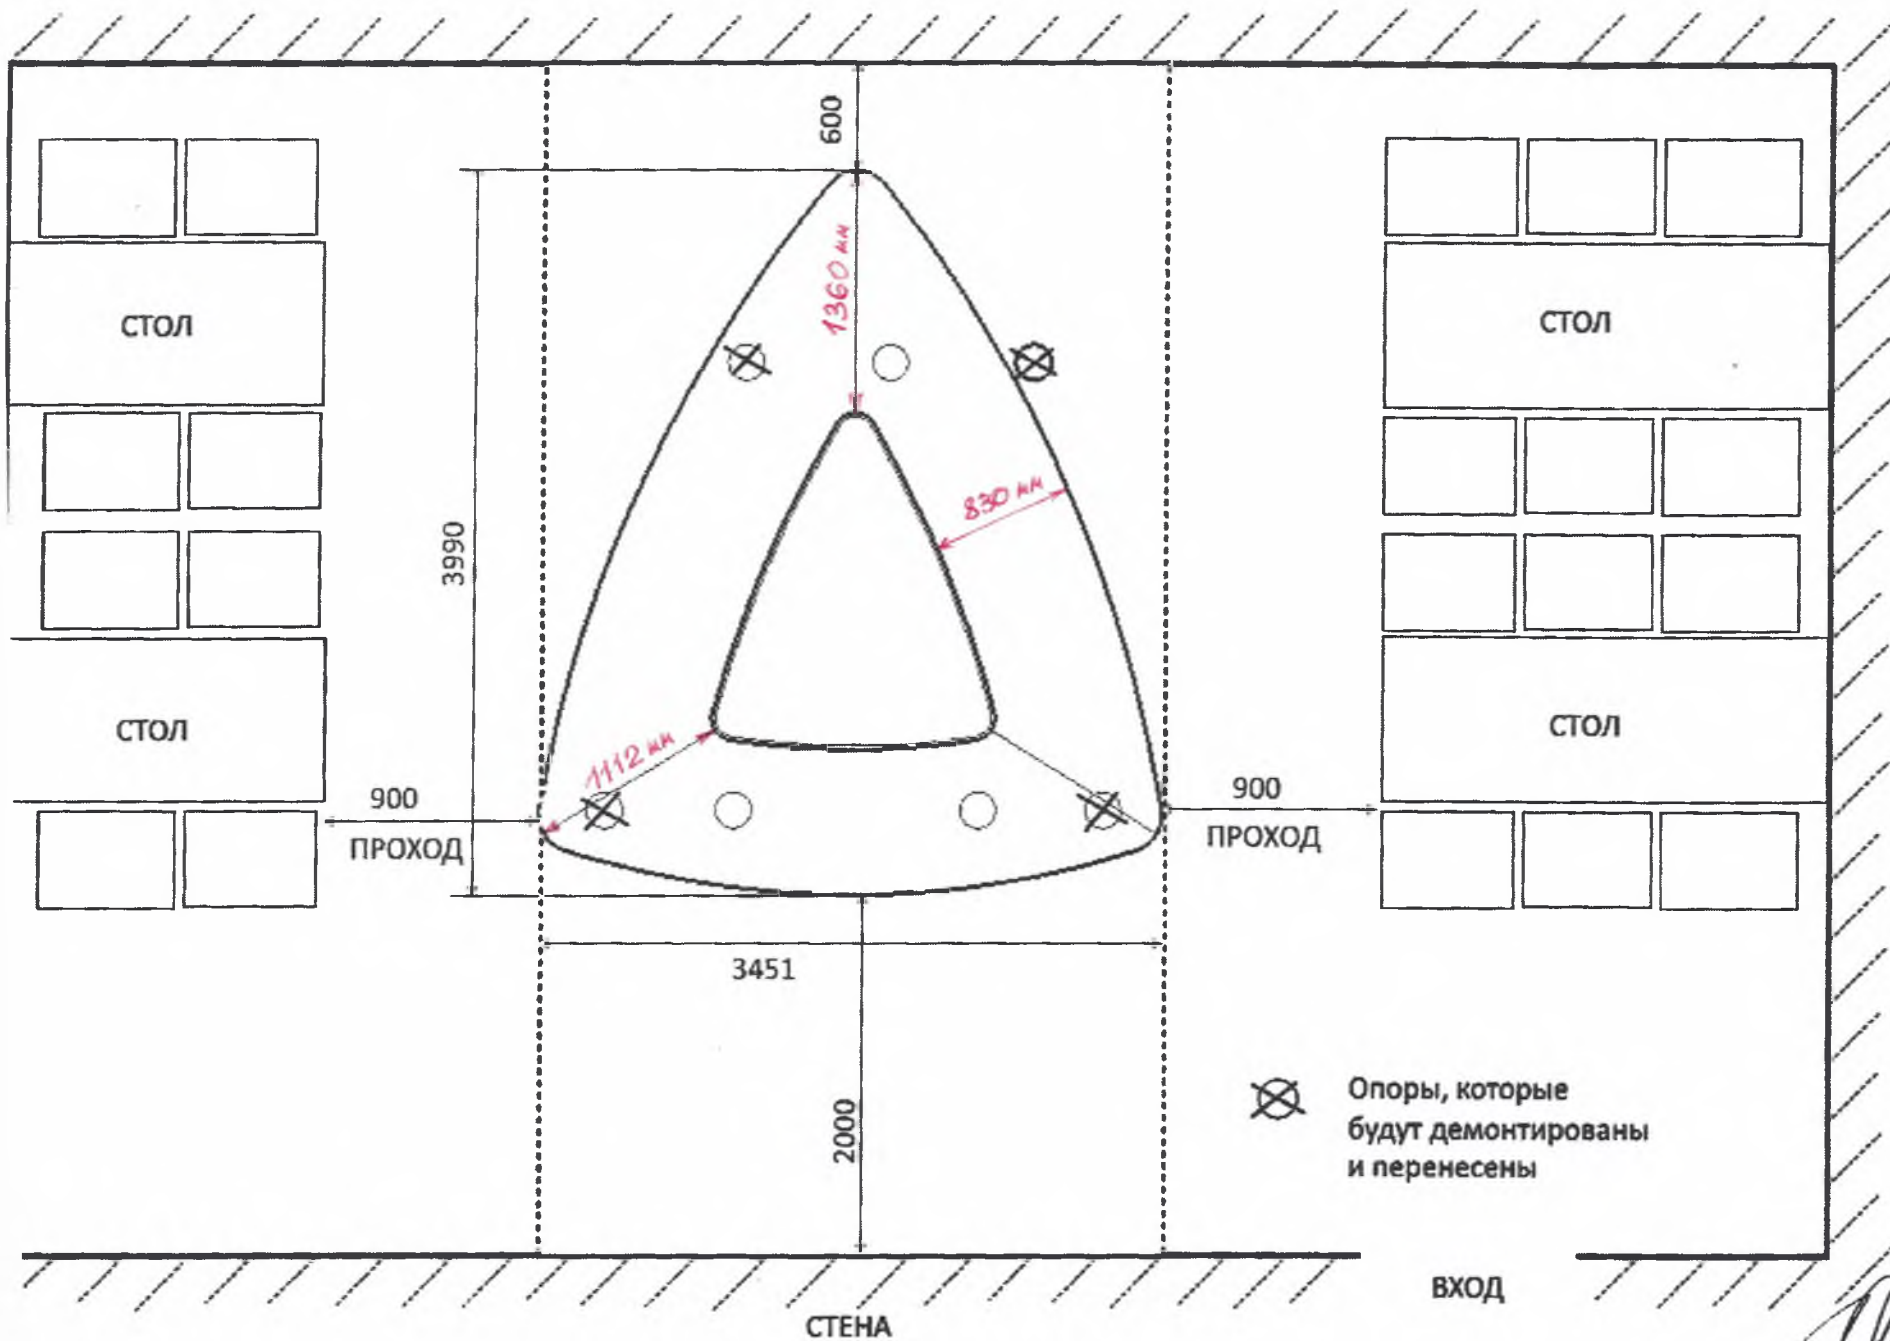 600
1360 мм
СТОЛ
СТОЛ
830 мм
3990
СТОЛ
СТОЛ
1112 мм
900
ПРОХОД
900
ПРОХОД
3451
2000
Опоры, которые
будут демонтированы
и перенесены
ВХОД
СТЕНА